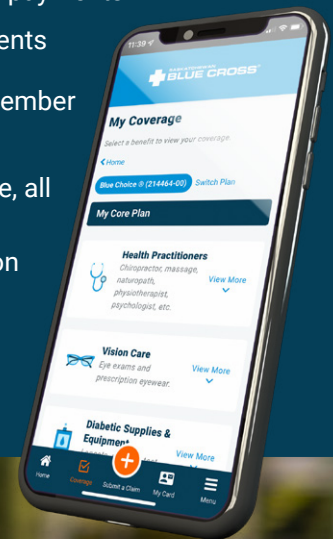 payments
ents
ember
e, all
on
11:39
SASKATCHEWAN
BLUE CROSS
My Coverage
Select a benefit to view your coverage.
Home
Blue Choice ® (214464-00) Switch Plan
My Core Plan
Health Practitioners
Chiropractor, massage,
naturopath,
physiotherapist,
psychologist, etc.
View More
Vision Care
Eye exams and
prescription eyewear.
View More
Diabetic Supplies &
Equipment
View More
Home
Coverage
Submit a Claim
My Card
Menu